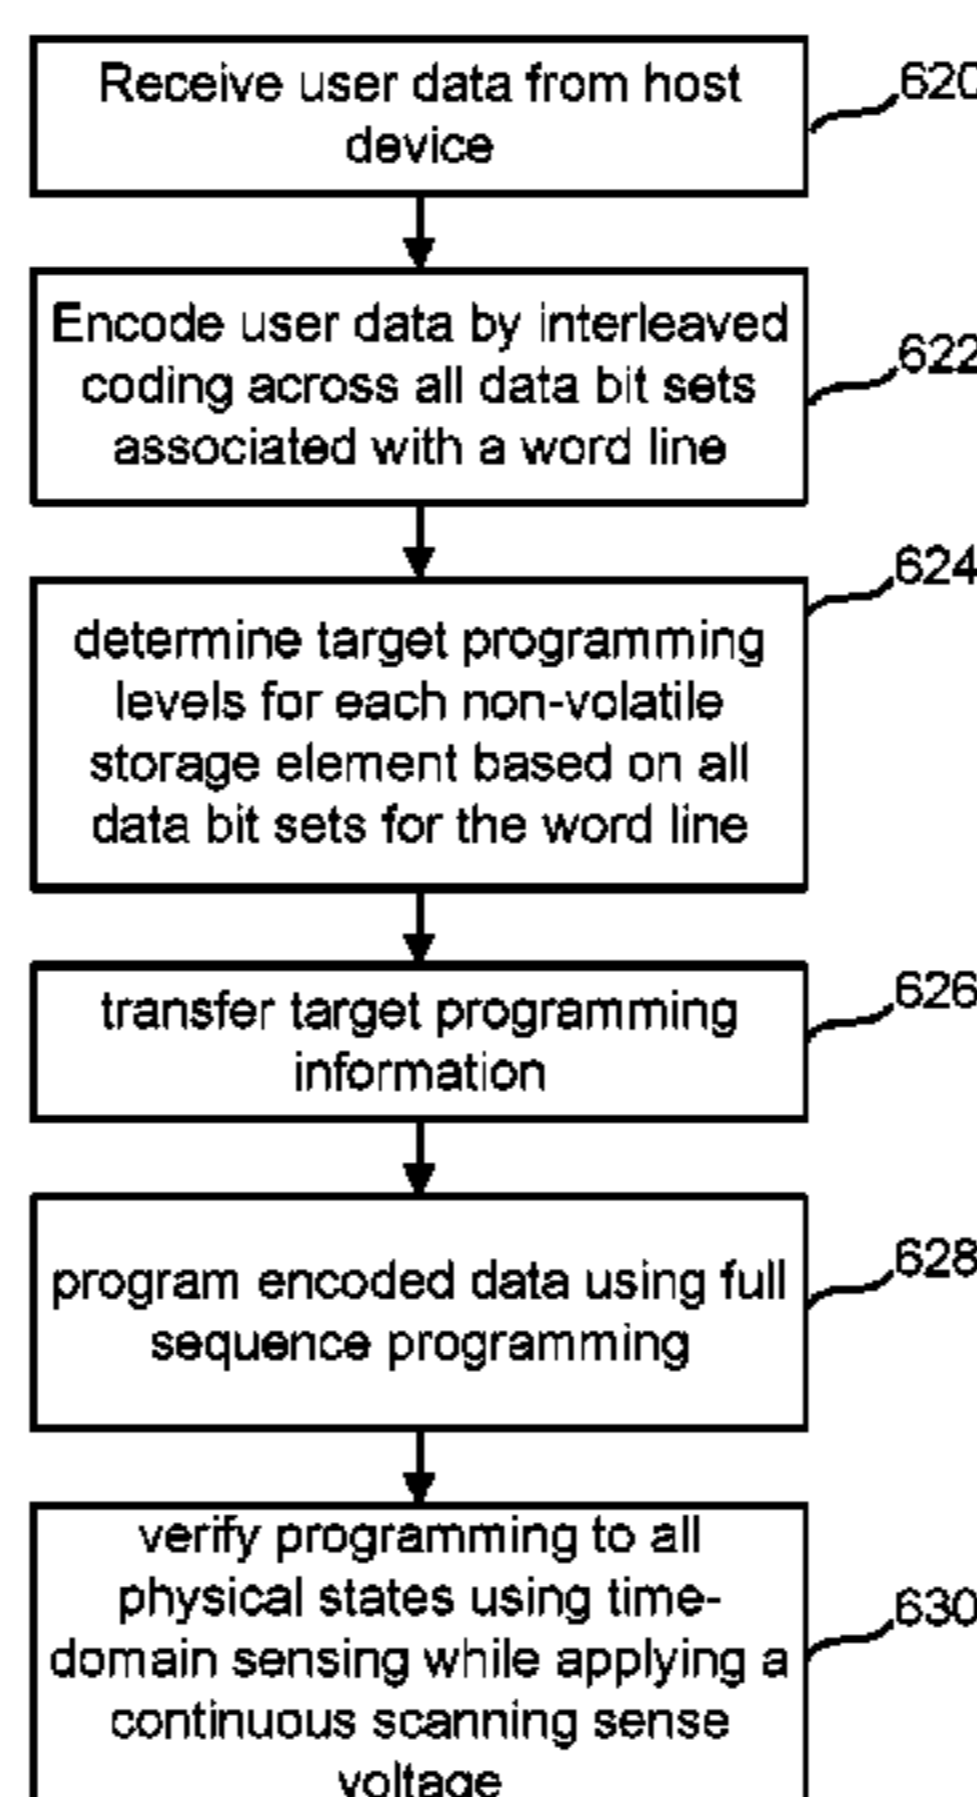 Receive user data from host
device
620
Encode user data by interleaved
coding across all data bit sets
associated with a word line
622
determine target programming
levels for each non-volatile
storage element based on all
data bit sets for the word line
624
transfer target programming
information
626
program encoded data using full
sequence programming
628
verify programming to all
physical states using time-
domain sensing while applying a
continuous scanning sense
voltage
630